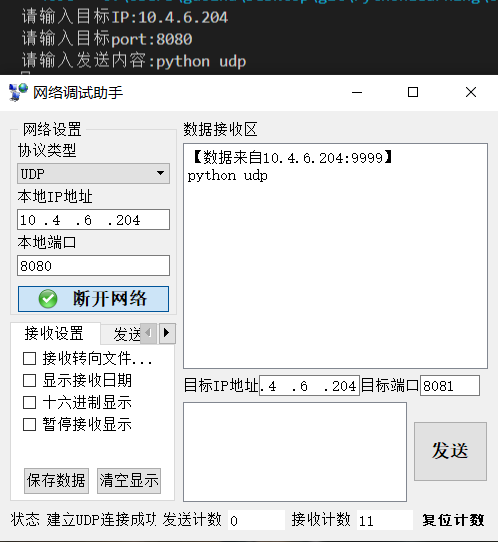 请输入目标IP:10.4.6.204
请输入目标port:8080
请输入发送内容:python udp
网络调试助手
网络设置
协议类型
UDP
本地IP地址
10 .4 .6 .204
本地端口
8080
断开网络
接收设置 发送
接收转向文件...
显示接收日期
十六进制显示
暂停接收显示
保存数据 清空显示
数据接收区
【数据来自10.4.6.204:9999】
python udp
目标IP地址 .4 .6 .204 目标端口 8081
发送
状态 建立UDP连接成功 发送计数 0 接收计数 11 复位计数